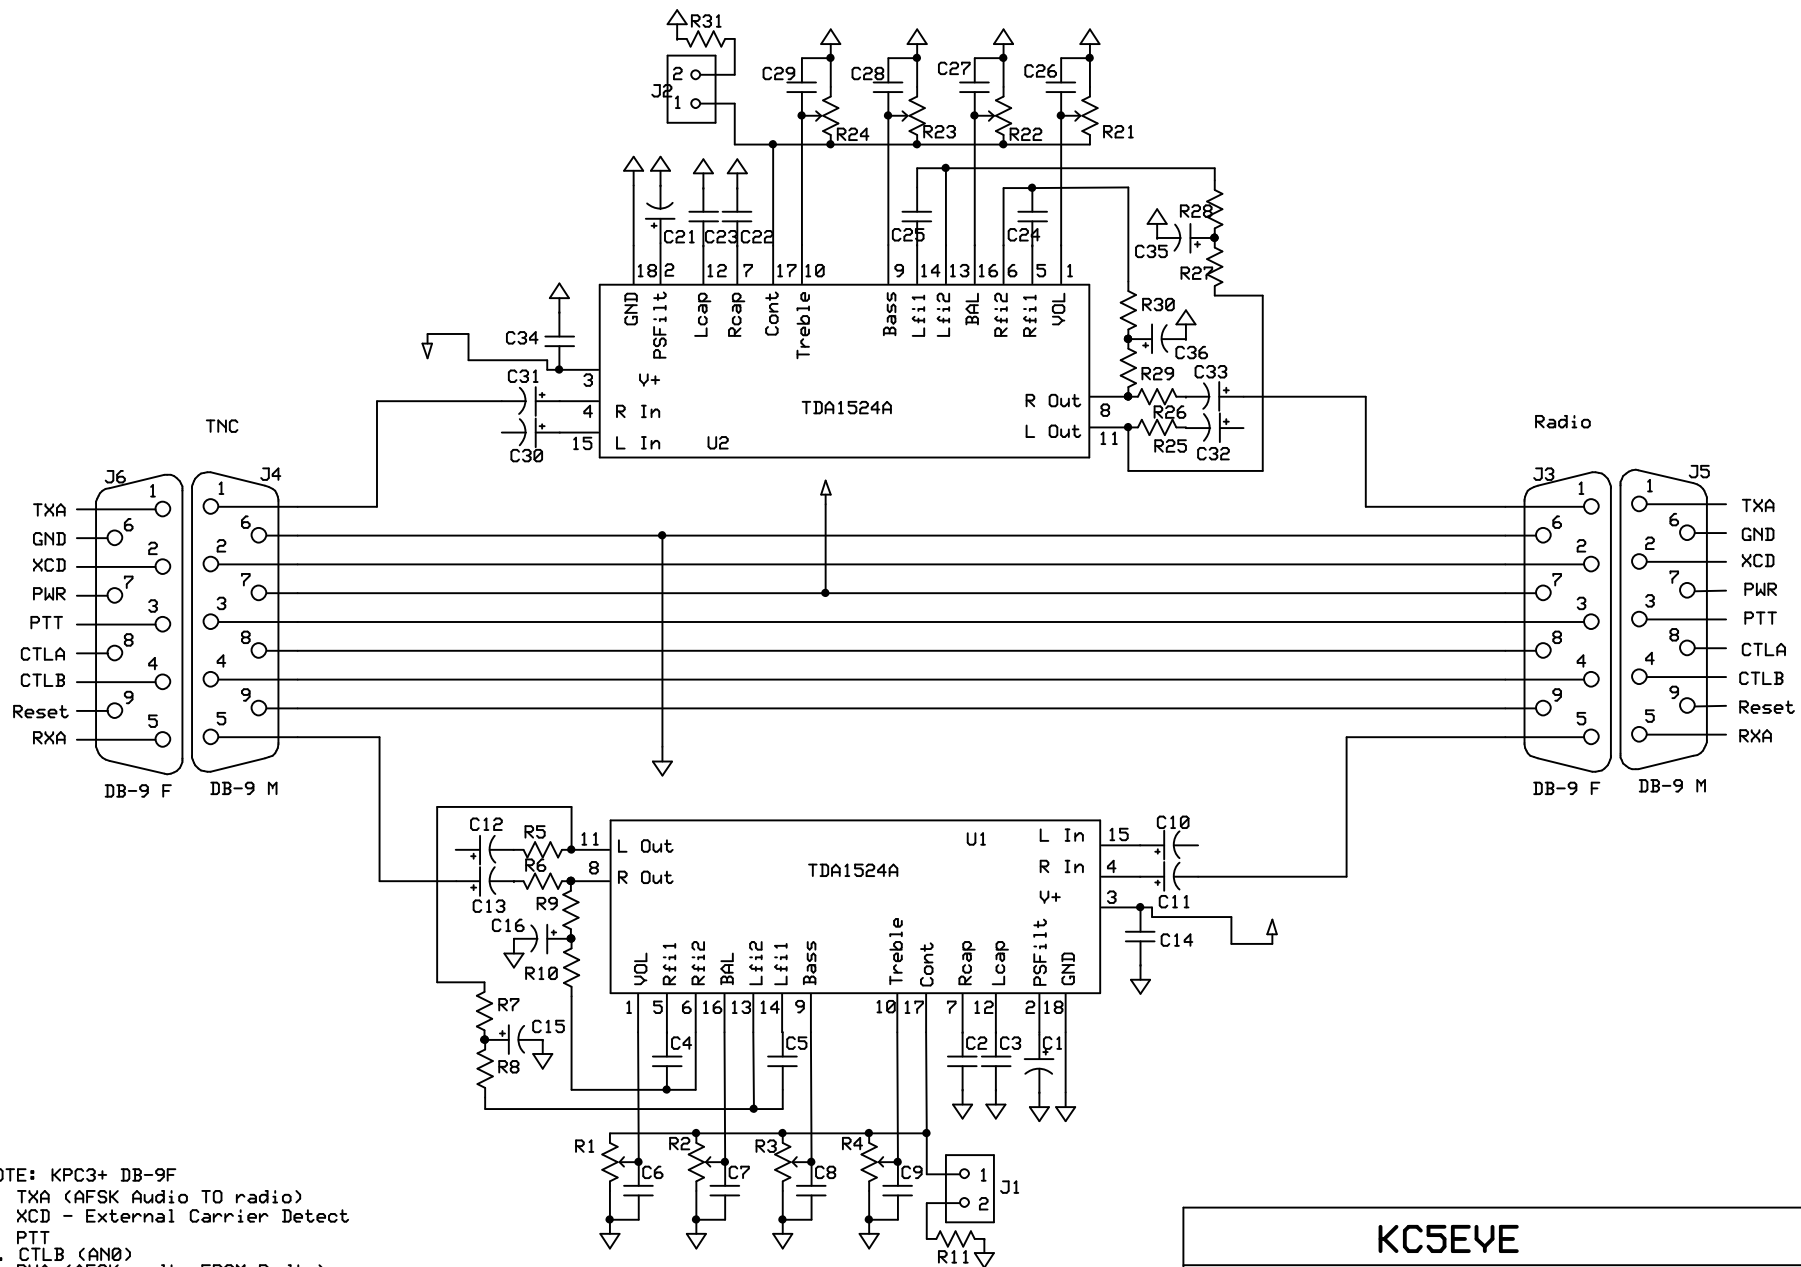 R31
2
J2
1
C29
C28
C27
C26
R24
R23
R22
R21
C21
C23
C22
C25
C24
R28
C35
R27
18
2
12
7
17
10
9
14
13
16
6
5
1
GND
PSFilt
Lcap
Rcap
Cont
Treble
Bass
Lfi1
Lfi2
BAL
Rfi2
Rfi1
VOL
R30
C36
C34
C31
3
V+
4
R In
C30
15
L In
U2
TDA1524A
R Out
8
L Out
11
R29
C33
R26
R25
C32
TNC
Radio
J6
J4
J3
J5
TXA
GND
XCD
PWR
PTT
CTLA
CTLB
Reset
RXA
1
6
2
7
3
8
4
9
5
1
6
2
7
3
8
4
9
5
1
6
2
7
3
8
4
9
5
1
6
2
7
3
8
4
9
5
TXA
GND
XCD
PWR
PTT
CTLA
CTLB
Reset
RXA
DB-9 F
DB-9 M
DB-9 F
DB-9 M
C12
R5
11
L Out
R6
8
R Out
C13
R9
C16
R10
TDA1524A
U1
L In
15
C10
R In
4
V+
3
C11
C14
VOL
Rfi1
Rfi2
BAL
Lfi2
Lfi1
Bass
Treble
Cont
Rcap
Lcap
PSFilt
GND
1
5
6
16
13
14
9
10
17
7
12
2
18
R7
C15
R8
C4
C5
C2
C3
C1
R1
R2
R3
R4
C6
C7
C8
C9
1
J1
2
R11
OTE: KPC3+ DB-9F
TXA (AFSK Audio TO radio)
XCD - External Carrier Detect
PTT
. CTLB (AN0)
KC5EVE